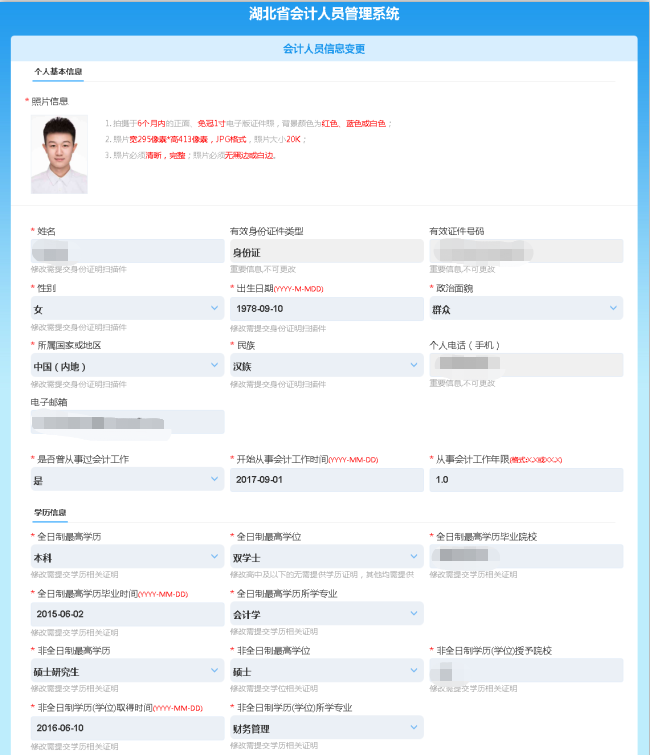 湖北省会计人员管理系统
会计人员信息变更
个人基本信息
* 照片信息
1. 拍摄于6个月内的正面、免冠1寸电子版证件照，背景颜色为红色、蓝色或白色；
2. 照片宽295像素*高413像素，JPG格式，照片大小20K；
3. 照片必须清晰，完整；照片必须无黑边或白边。
* 姓名 有效身份证件类型 有效证件号码
身份证
修改需提交身份证明扫描件 重要信息,不可更改 重要信息,不可更改
* 性别 * 出生日期(YYYY-M-MDD) * 政治面貌
女 1978-09-10 群众
修改需提交身份证明扫描件 修改需提交身份证明扫描件
* 所属国家或地区 * 民族 个人电话（手机）
中国（内地） 汉族
修改需提交身份证明扫描件 修改需提交身份证明扫描件 重要信息,不可更改
电子邮箱
* 是否曾从事过会计工作 * 开始从事会计工作时间(YYYY-MM-DD) * 从事会计工作年限(格式:X.X或XX.X)
是 2017-09-01 1.0
学历信息
* 全日制最高学历 * 全日制最高学位 * 全日制最高学历毕业院校
本科 双学士
修改需提交学历相关证明 修改高中及以下的无需提供学历证明，其他均需提供 修改需提交学历相关证明
* 全日制最高学历毕业时间(YYYY-MM-DD) * 全日制最高学历所学专业
2015-06-02 会计学
修改需提交学历相关证明 修改需提交学历相关证明
* 非全日制最高学历 * 非全日制最高学位 * 非全日制学历(学位)授予院校
硕士研究生 硕士
修改需提交学历相关证明 修改需提交学位相关证明 修改需提交学历相关证明
* 非全日制学历(学位)取得时间(YYYY-MM-DD) * 非全日制学历(学位)所学专业
2016-06-10 财务管理
修改需提交学历相关证明 修改需提交学历相关证明